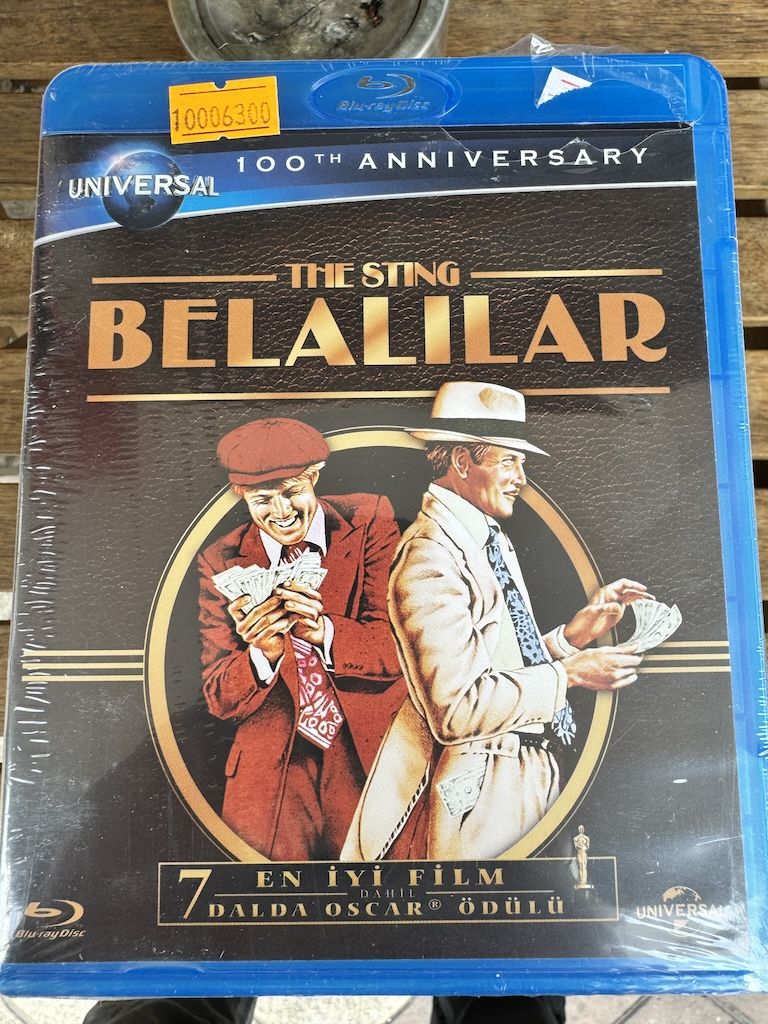 10006300
Blu-ray Disc
UNIVERSAL
100TH ANNIVERSARY
THE STING
BELALILAR
7
EN İYİ FİLM
DAHİL
DALDA OSCAR® ÖDÜLÜ
Blu-ray Disc
UNIVERSAL